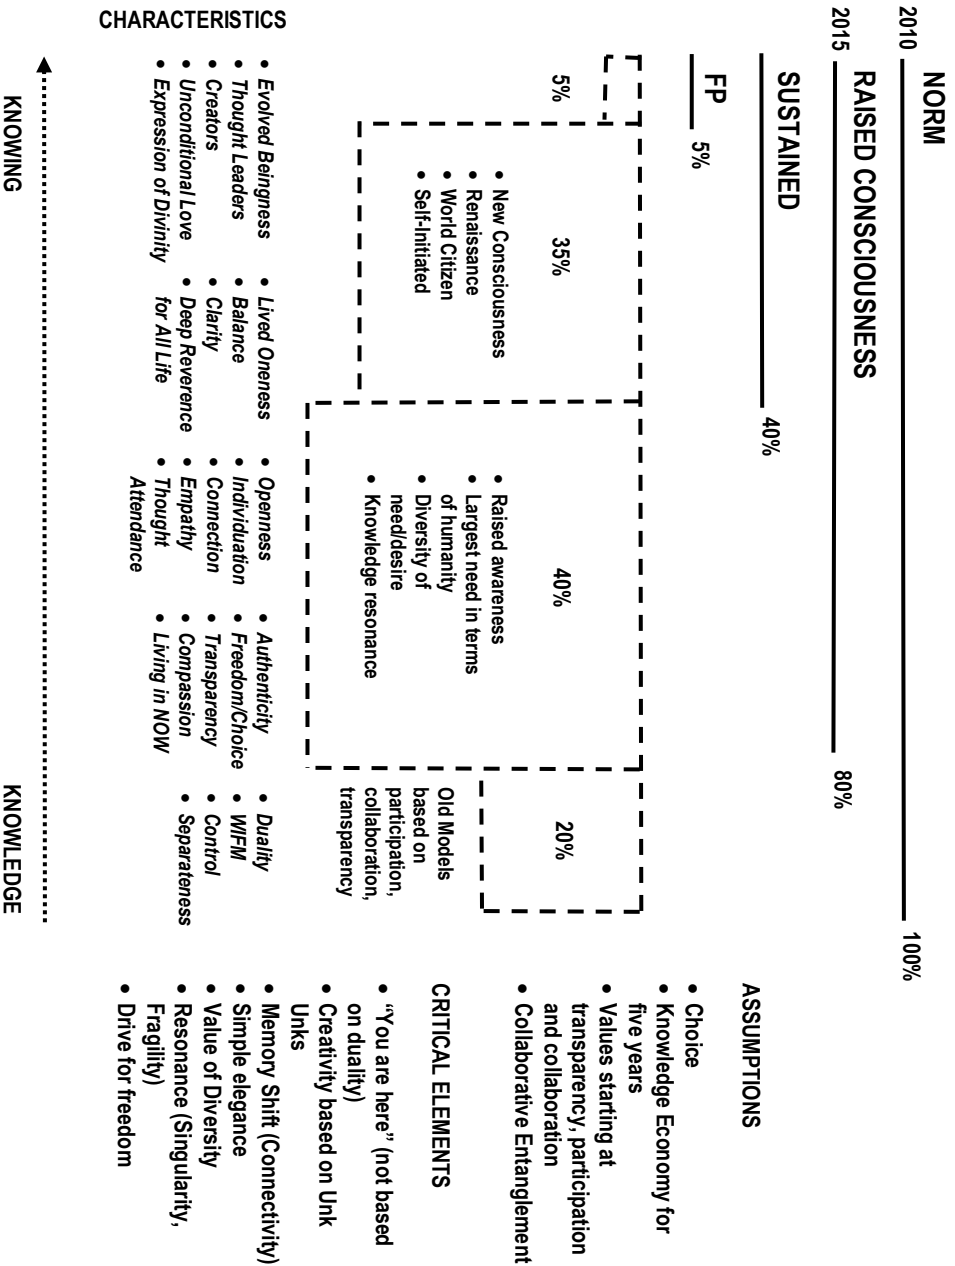 NORM
2010
100%
RAISED CONSCIOUSNESS
2015
80%
SUSTAINED
40%
FP
5%
5%
35%
40%
20%
• New Consciousness
• Renaissance
• World Citizen
• Self-Initiated
• Raised awareness
• Largest need in terms
of humanity
• Diversity of
need/desire
• Knowledge resonance
Old Models
based on
participation,
collaboration,
transparency
CHARACTERISTICS
• Evolved Beingness
• Thought Leaders
• Creators
• Unconditional Love
• Expression of Divinity
• Lived Oneness
• Balance
• Clarity
• Deep Reverence
for All Life
• Openness
• Individuation
• Connection
• Empathy
• Thought
Attendance
• Authenticity
• Freedom/Choice
• Transparency
• Compassion
• Living in NOW
• Duality
• WIFM
• Control
• Separateness
KNOWING
KNOWLEDGE
ASSUMPTIONS
• Choice
• Knowledge Economy for
five years
• Values starting at
transparency, participation
and collaboration
• Collaborative Entanglement
CRITICAL ELEMENTS
• “You are here” (not based
on duality)
• Creativity based on Unk
Unks
• Memory Shift (Connectivity)
• Simple elegance
• Value of Diversity
• Resonance (Singularity,
Fragility)
• Drive for freedom